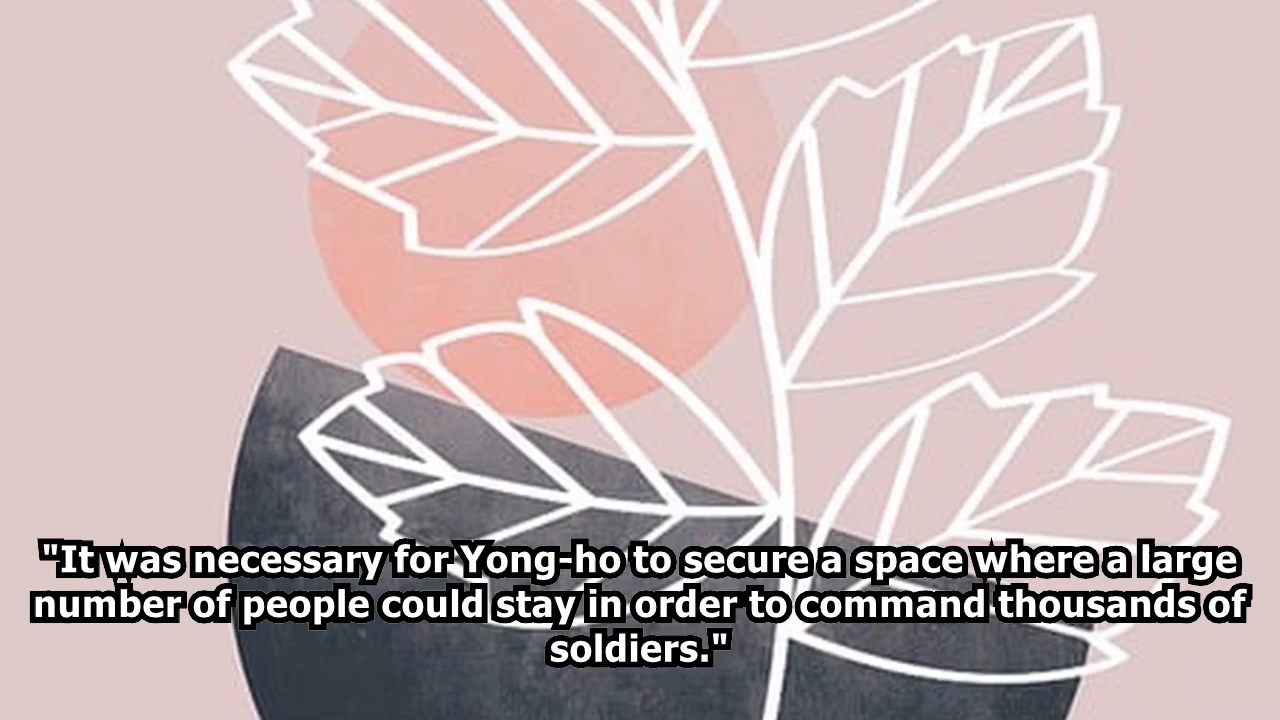 "It was necessary for Yong-ho to secure a space where a large
number of people could stay in order to command thousands of
soldiers."